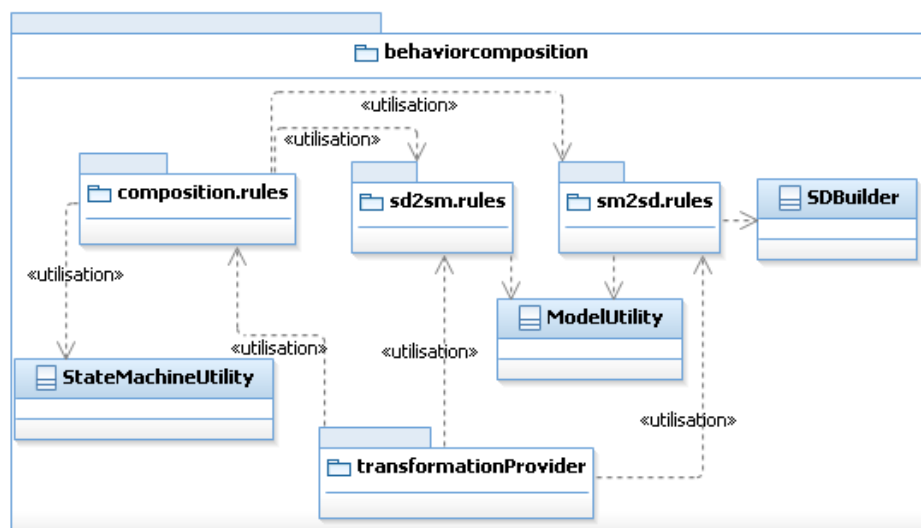 behaviorcomposition
«utilisation»
«utilisation»
composition.rules
sd2sm.rules
sm2sd.rules
SDBuilder
«utilisation»
ModelUtility
«utilisation»
«utilisation»
StateMachineUtility
«utilisation»
transformationProvider